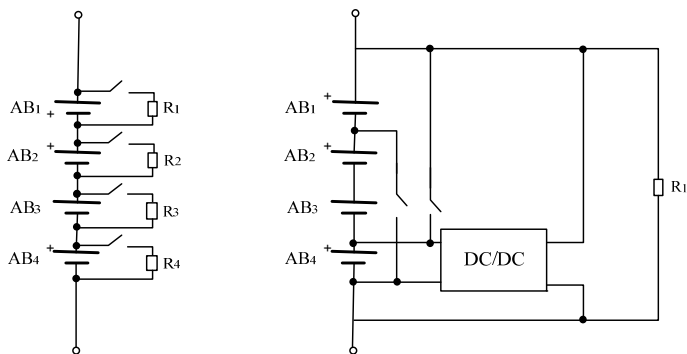 AB1
+
R1
AB2
+
R2
AB3
+
R3
AB4
+
R4
+
AB1
+
AB2
AB3
+
AB4
DC/DC
R1